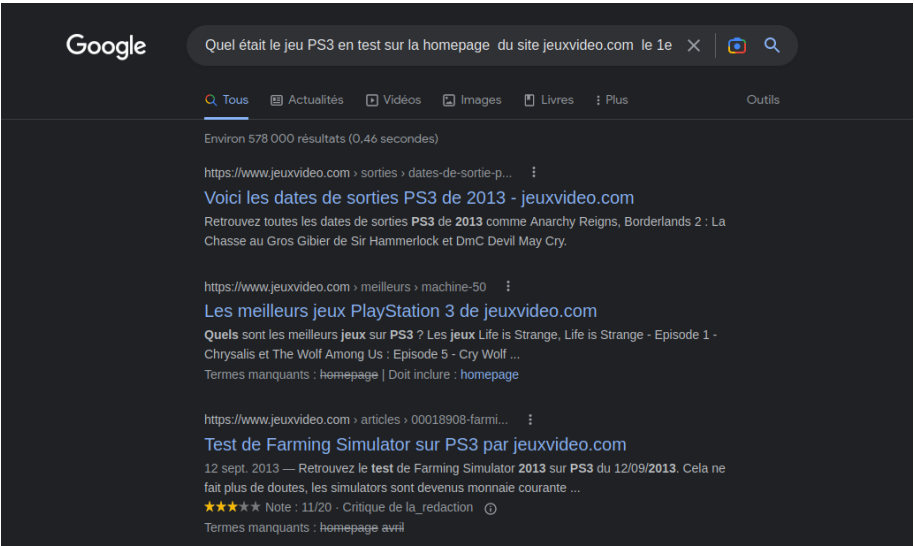 Google
Quel était le jeu PS3 en test sur la homepage du site jeuxvideo.com le 1e
Tous Actualités Vidéos Images Livres Plus Outils
Environ 578 000 résultats (0,46 secondes)
https://www.jeuxvideo.com › sorties › dates-de-sortie-p...
Voici les dates de sorties PS3 de 2013 - jeuxvideo.com
Retrouvez toutes les dates de sorties PS3 de 2013 comme Anarchy Reigns, Borderlands 2 : La
Chasse au Gros Gibier de Sir Hammerlock et DmC Devil May Cry.
https://www.jeuxvideo.com › meilleurs › machine-50
Les meilleurs jeux PlayStation 3 de jeuxvideo.com
Quels sont les meilleurs jeux sur PS3 ? Les jeux Life is Strange, Life is Strange - Episode 1 -
Chrysalis et The Wolf Among Us : Episode 5 - Cry Wolf ...
Termes manquants : homepage | Doit inclure : homepage
https://www.jeuxvideo.com › articles › 00018908-farmi...
Test de Farming Simulator sur PS3 par jeuxvideo.com
12 sept. 2013 — Retrouvez le test de Farming Simulator 2013 sur PS3 du 12/09/2013. Cela ne
fait plus de doutes, les simulators sont devenus monnaie courante ...
Note : 11/20 · Critique de la_redaction
Termes manquants : homepage avril